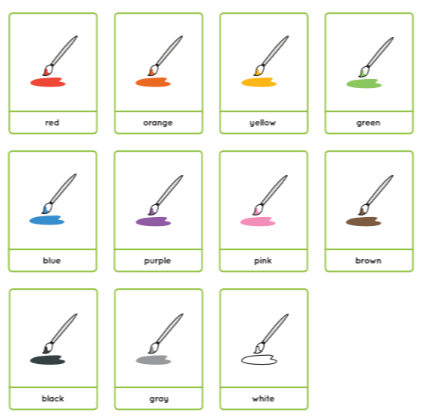 red
orange
yellow
green
blue
purple
pink
brown
black
gray
white